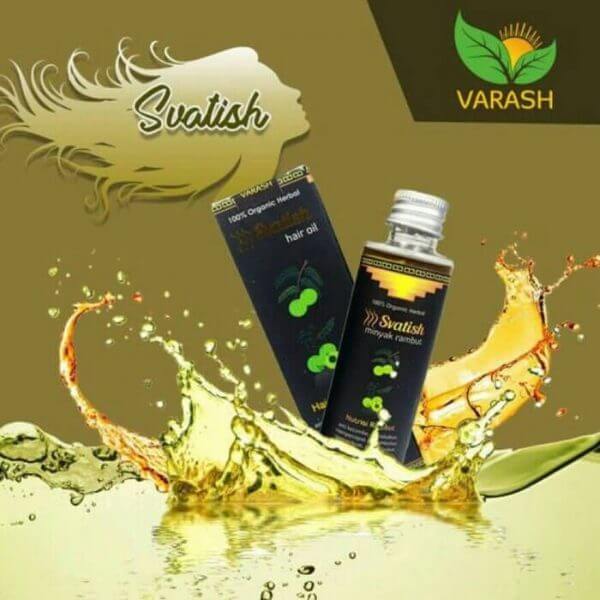 Svatish
VARASH
VARASH
100% Organic Herbal
Svatish
hair oil
100% Organic Herbal
Svatish
minyak rambut
Nutrisi Rambut